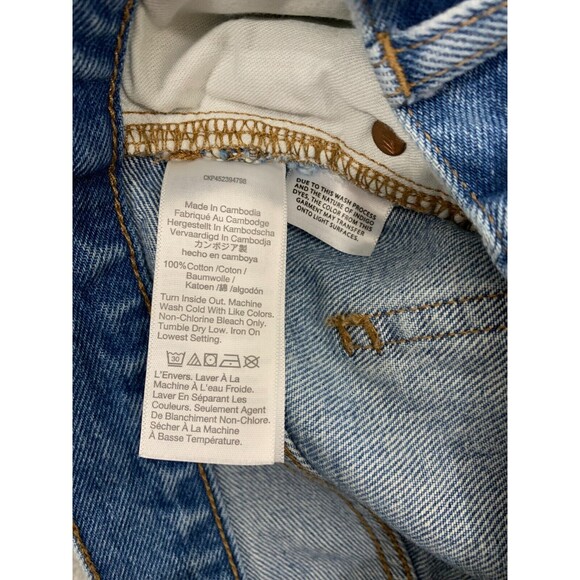 Made In Cambodia
Fabriqué Au Cambodge
Hergestellt In Kambodscha
Vervaardigd In Cambodja
カンボジア製
hecho en camboya
100%Cotton /Coton/
Baumwolle /
Katoen /綿 /algodón
Turn Inside Out. Machine
Wash Cold With Like Colors.
Non-Chlorine Bleach Only.
Tumble Dry Low. Iron On
Lowest Setting.
30
L'Envers. Laver À La
Machine À L'eau Froide.
Laver En Séparant Les
Couleurs. Seulement Agent
De Blanchiment Non-Chlore.
Sécher À La Machine
À Basse Température.
DUE TO THIS WASH PROCESS
AND THE NATURE OF INDIGO
DYES, THE COLOR FROM THIS
GARMENT MAY TRANSFER
ONTO LIGHT SURFACES.